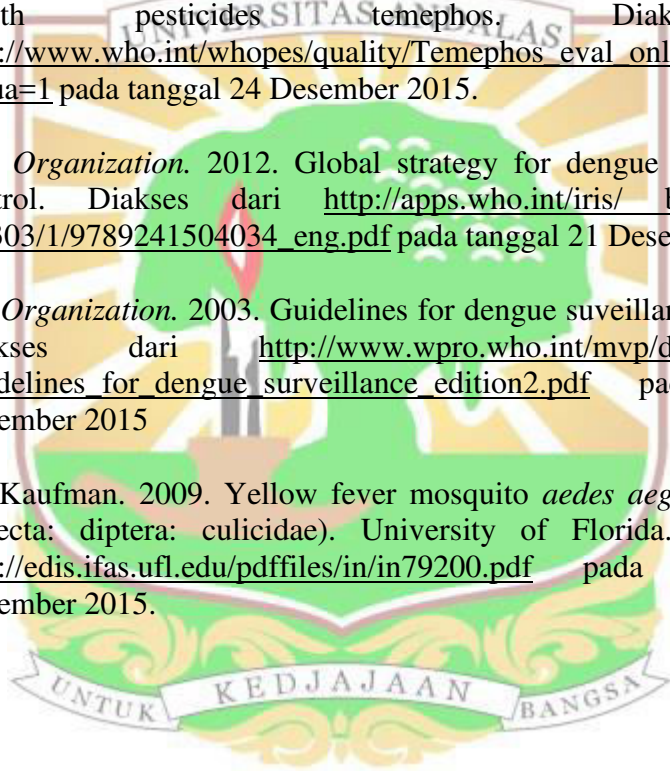 UNIVERSITAS ANDALAS
th pesticides temephos. Diak
://www.who.int/whopes/quality/Temephos_eval_onl
ua=1 pada tanggal 24 Desember 2015.
Organization. 2012. Global strategy for dengue
trol. Diakses dari http://apps.who.int/iris/ b
303/1/9789241504034_eng.pdf pada tanggal 21 Dese
Organization. 2003. Guidelines for dengue suveillan
kses dari http://www.wpro.who.int/mvp/d
delines_for_dengue_surveillance_edition2.pdf pa
ember 2015
Kaufman. 2009. Yellow fever mosquito aedes aeg
ecta: diptera: culicidae). University of Florida.
://edis.ifas.ufl.edu/pdffiles/in/in79200.pdf pada
ember 2015.
UNTUK KEDJAJAAN BANGSA